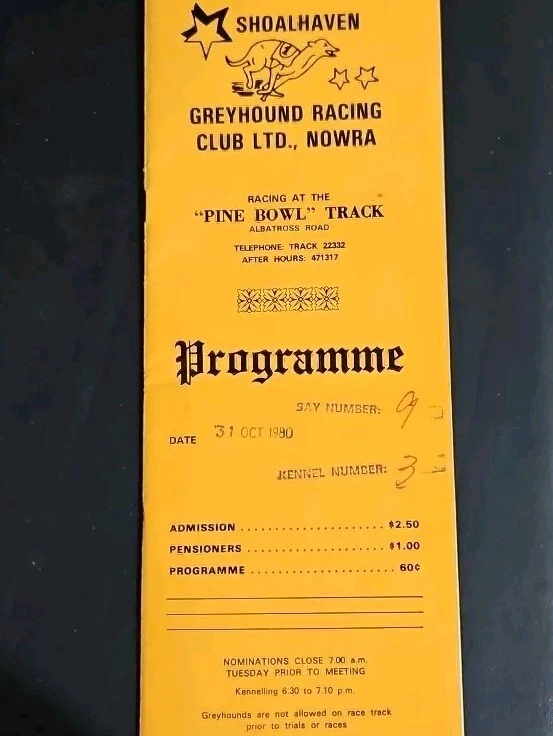 SHOALHAVEN
GREYHOUND RACING
CLUB LTD., NOWRA
RACING AT THE
"PINE BOWL" TRACK
ALBATROSS ROAD
TELEPHONE: TRACK 22332
AFTER HOURS: 471317
Programme
BAY NUMBER: 9
DATE 31 OCT 1980
KENNEL NUMBER: 3
ADMISSION ........................ $2.50
PENSIONERS ....................... $1.00
PROGRAMME ........................ 60¢
NOMINATIONS CLOSE 7.00 a.m.
TUESDAY PRIOR TO MEETING
Kennelling 6.30 to 7.10 p.m.
Greyhounds are not allowed on race track
prior to trials or races